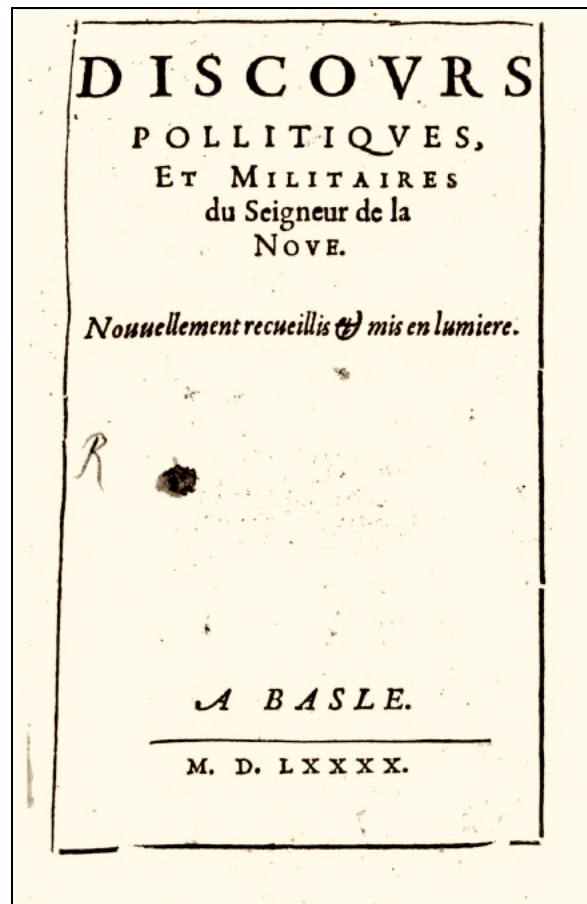 DISCOVRS
POLLITIQVES,
ET MILITAIRES
du Seigneur de la
NOVE.
Nouuellement recueillis & mis en lumiere.
R
A BASLE.
M. D. LXXXX.